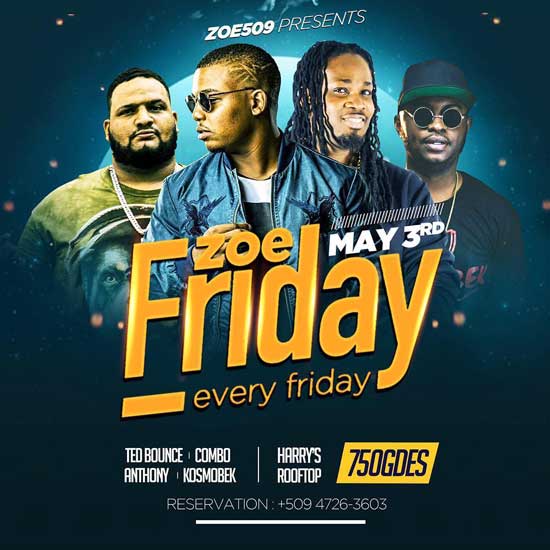 ZOE509 PRESENTS
MAY 3RD
zoe
Friday
every friday
TED BOUNCE COMBO
ANTHONY KOSMOBEK
HARRY'S
ROOFTOP
750GDES
RESERVATION : +509 4726-3603